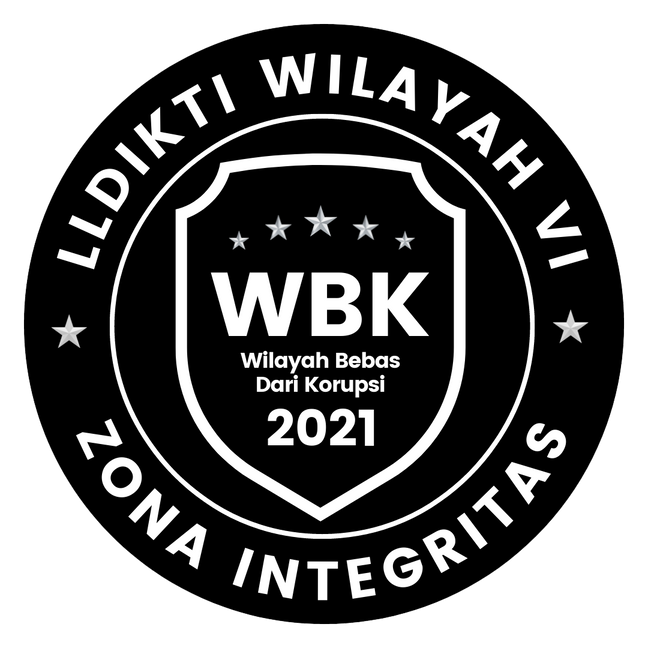 LLDIKTI WILAYAH VI
WBK
Wilayah Bebas
Dari Korupsi
2021
ZONA INTEGRITAS